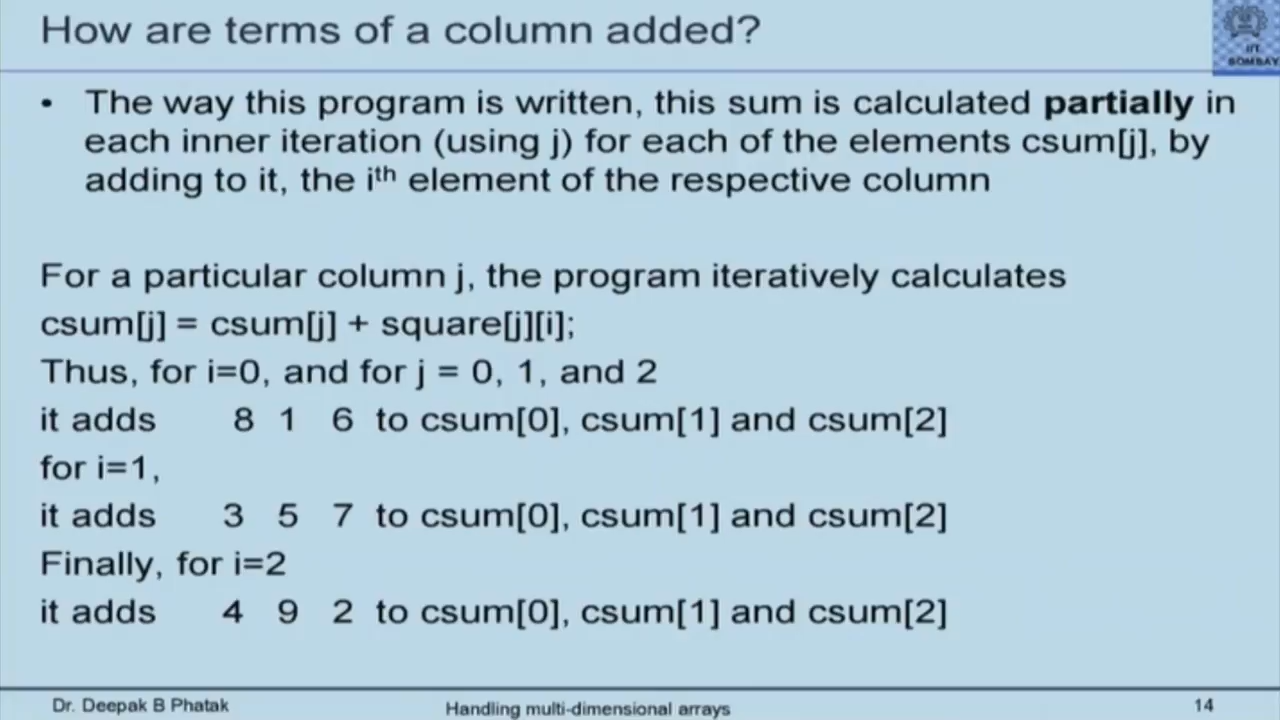 How are terms of a column added?
IIT
BOMBAY
• The way this program is written, this sum is calculated partially in
each inner iteration (using j) for each of the elements csum[j], by
adding to it, the ith element of the respective column
For a particular column j, the program iteratively calculates
csum[j] = csum[j] + square[j][i];
Thus, for i=0, and for j = 0, 1, and 2
it adds 8 1 6 to csum[0], csum[1] and csum[2]
for i=1,
it adds 3 5 7 to csum[0], csum[1] and csum[2]
Finally, for i=2
it adds 4 9 2 to csum[0], csum[1] and csum[2]
Dr. Deepak B Phatak Handling multi-dimensional arrays 14